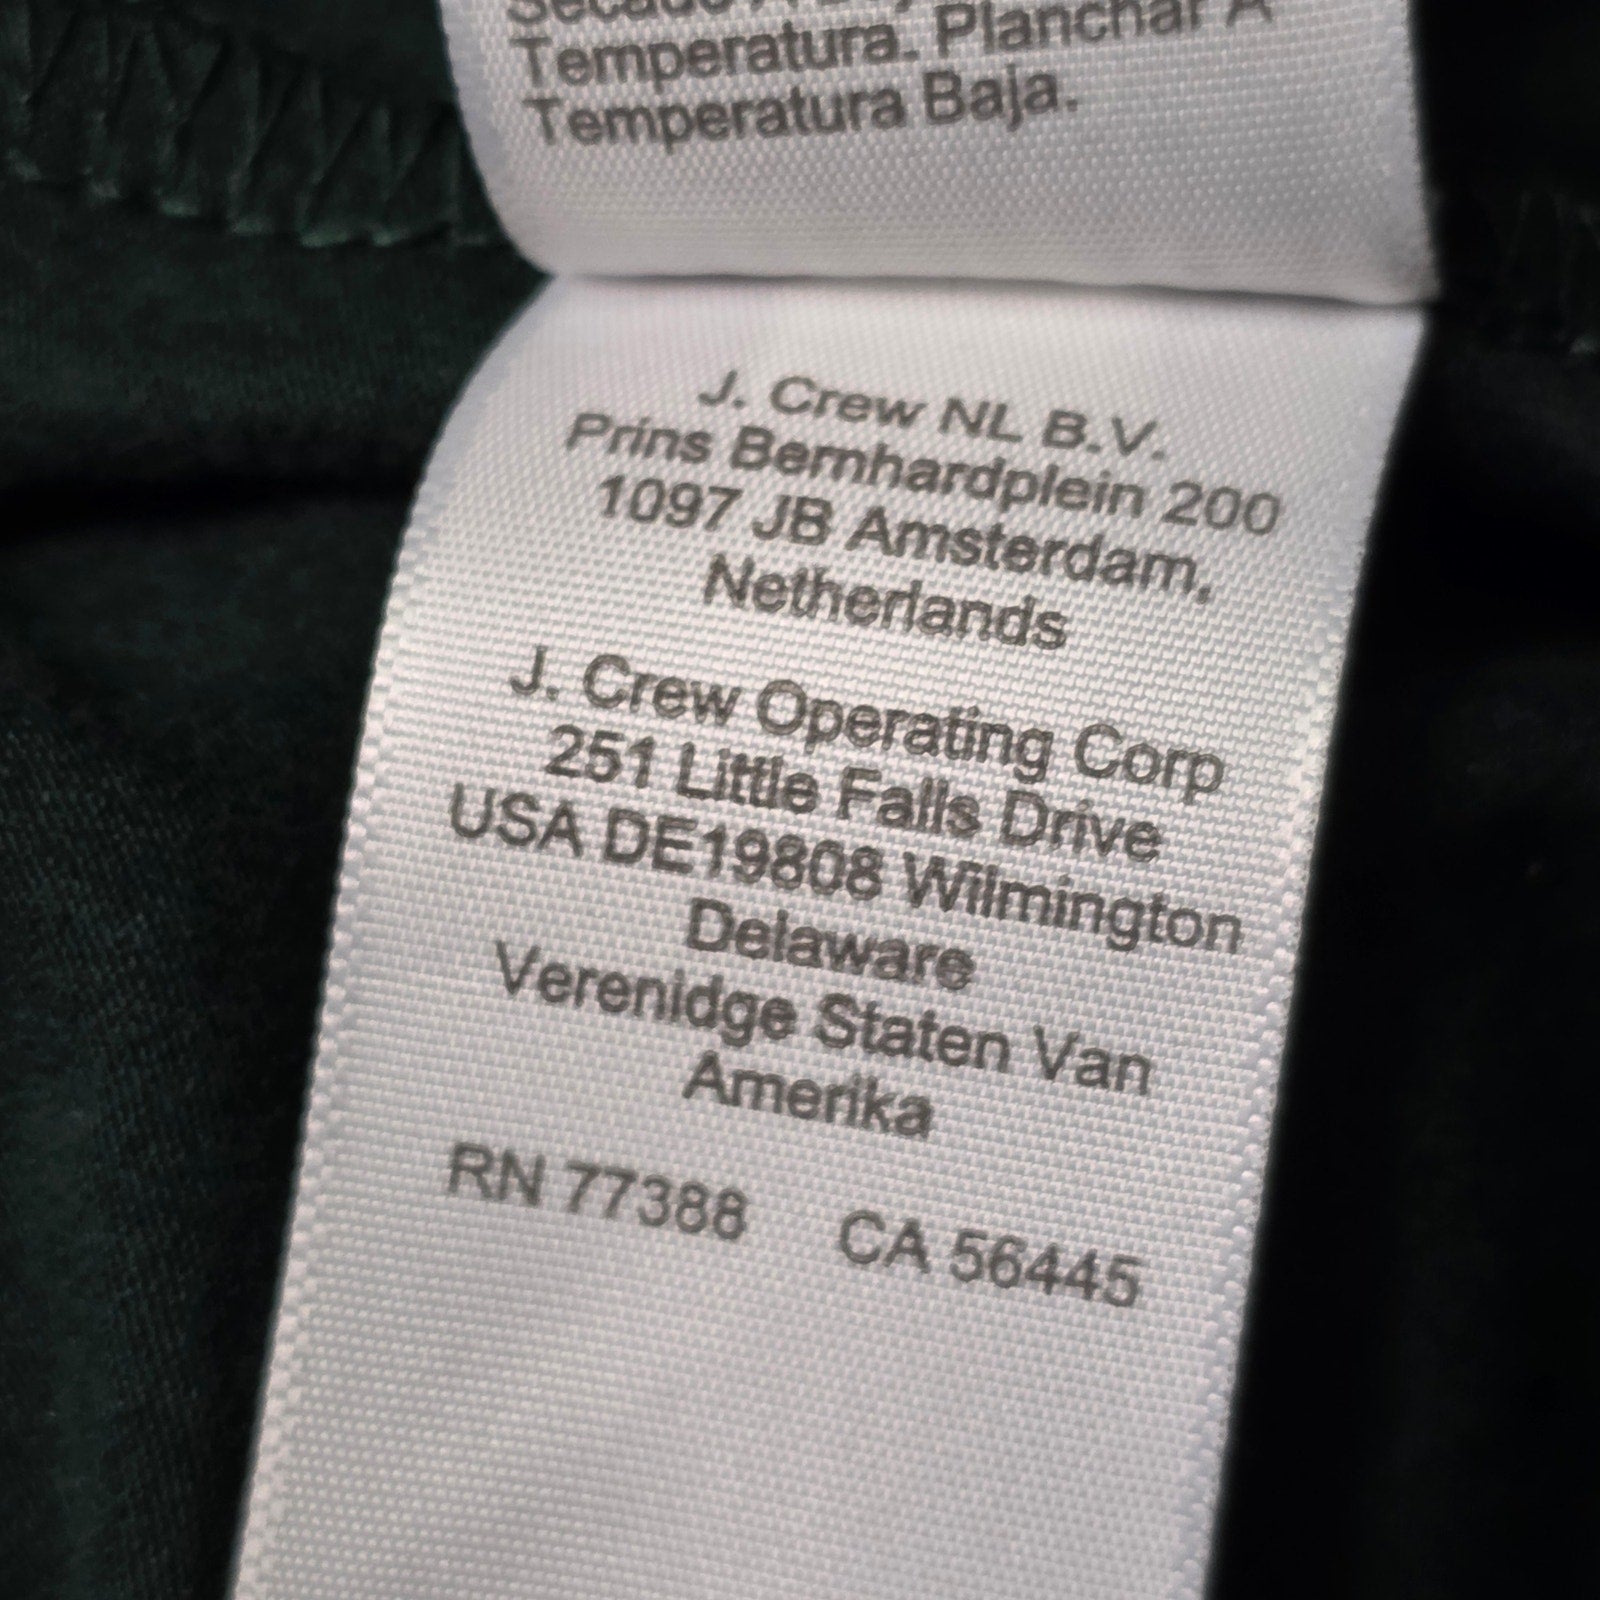 Temperatura. Planchar A
Temperatura Baja.
J. Crew NL B.V.
Prins Bernhardplein 200
1097 JB Amsterdam,
Netherlands
J. Crew Operating Corp
251 Little Falls Drive
USA DE19808 Wilmington
Delaware
Verenidge Staten Van
Amerika
RN 77388 CA 56445